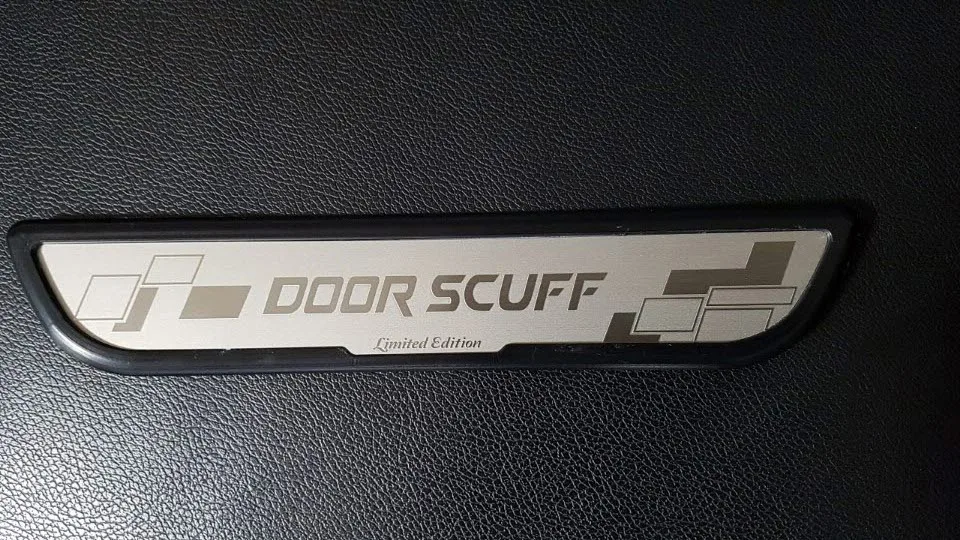 DOOR SCUFF
Limited Edition